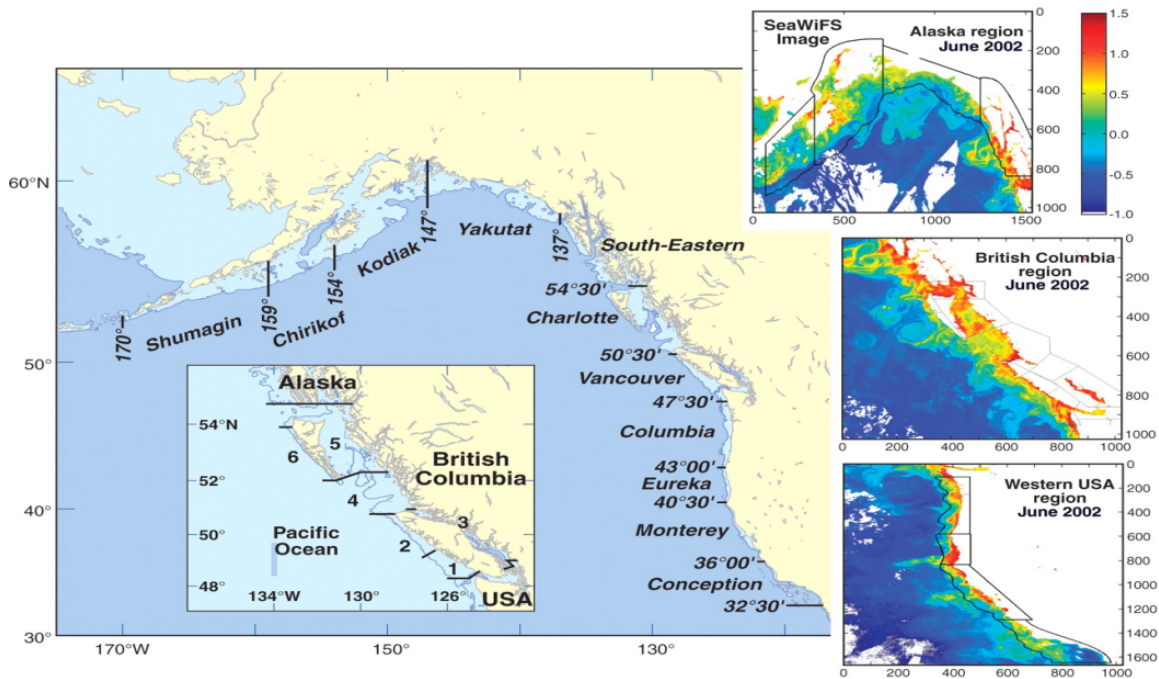 60°N
50°
40°
30°
170°W
150°
130°
170°
Shumagin
159°
Chirikof
154°
Kodiak
147°
Yakutat
137°
South-Eastern
54°30'
Charlotte
50°30'
Vancouver
47°30'
Columbia
43°00'
Eureka
40°30'
Monterey
36°00'
Conception
32°30'
Alaska
54°N
52°
50°
48°
5
6
British
Columbia
4
3
2
1
Pacific
Ocean
USA
134°W
130°
126°
SeaWiFS
Image
Alaska region
June 2002
0
200
400
600
800
1000
0
500
1000
1500
1.5
1.0
0.5
0.0
-0.5
-1.0
British Columbia
region
June 2002
0
200
400
600
800
1000
0
200
400
600
800
1000
Western USA
region
June 2002
0
200
400
600
800
1000
1200
1400
1600
0
200
400
600
800
1000